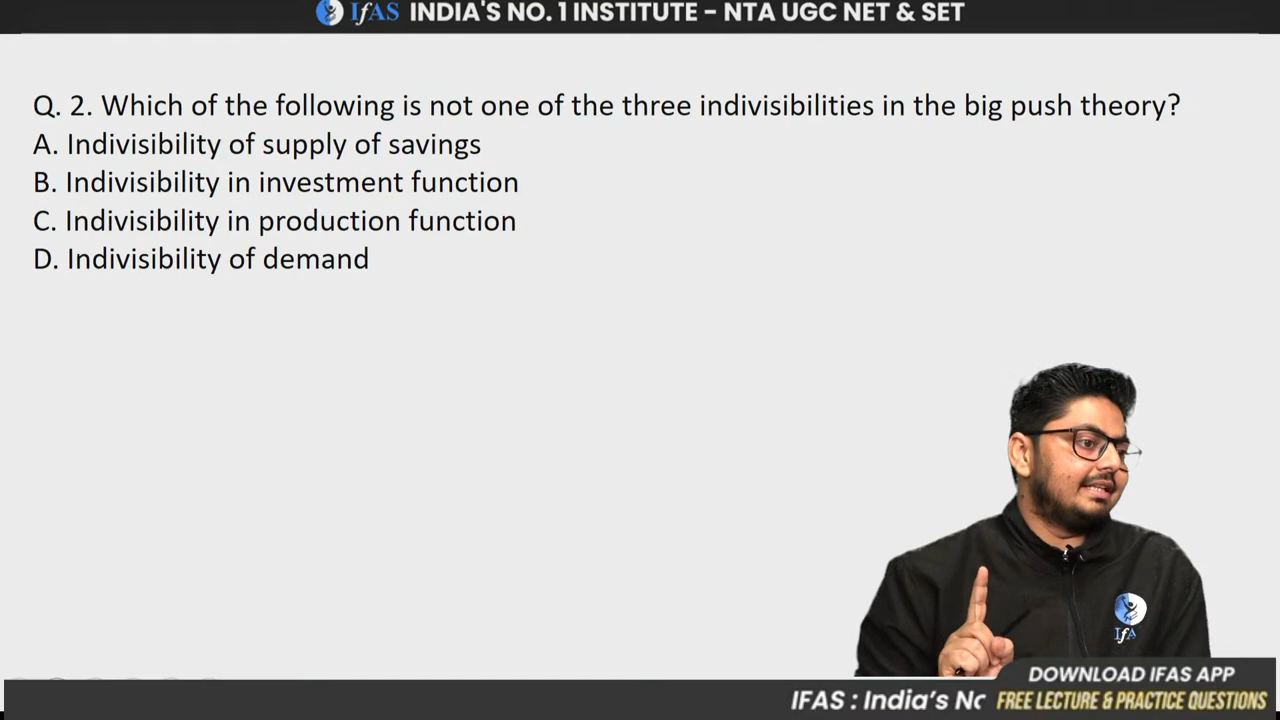 IfAS INDIA'S NO. 1 INSTITUTE – NTA UGC NET & SET
Q. 2. Which of the following is not one of the three indivisibilities in the big push theory?
A. Indivisibility of supply of savings
B. Indivisibility in investment function
C. Indivisibility in production function
D. Indivisibility of demand
IfA
DOWNLOAD IFAS APP
IFAS : India's No
FREE LECTURE & PRACTICE QUESTIONS